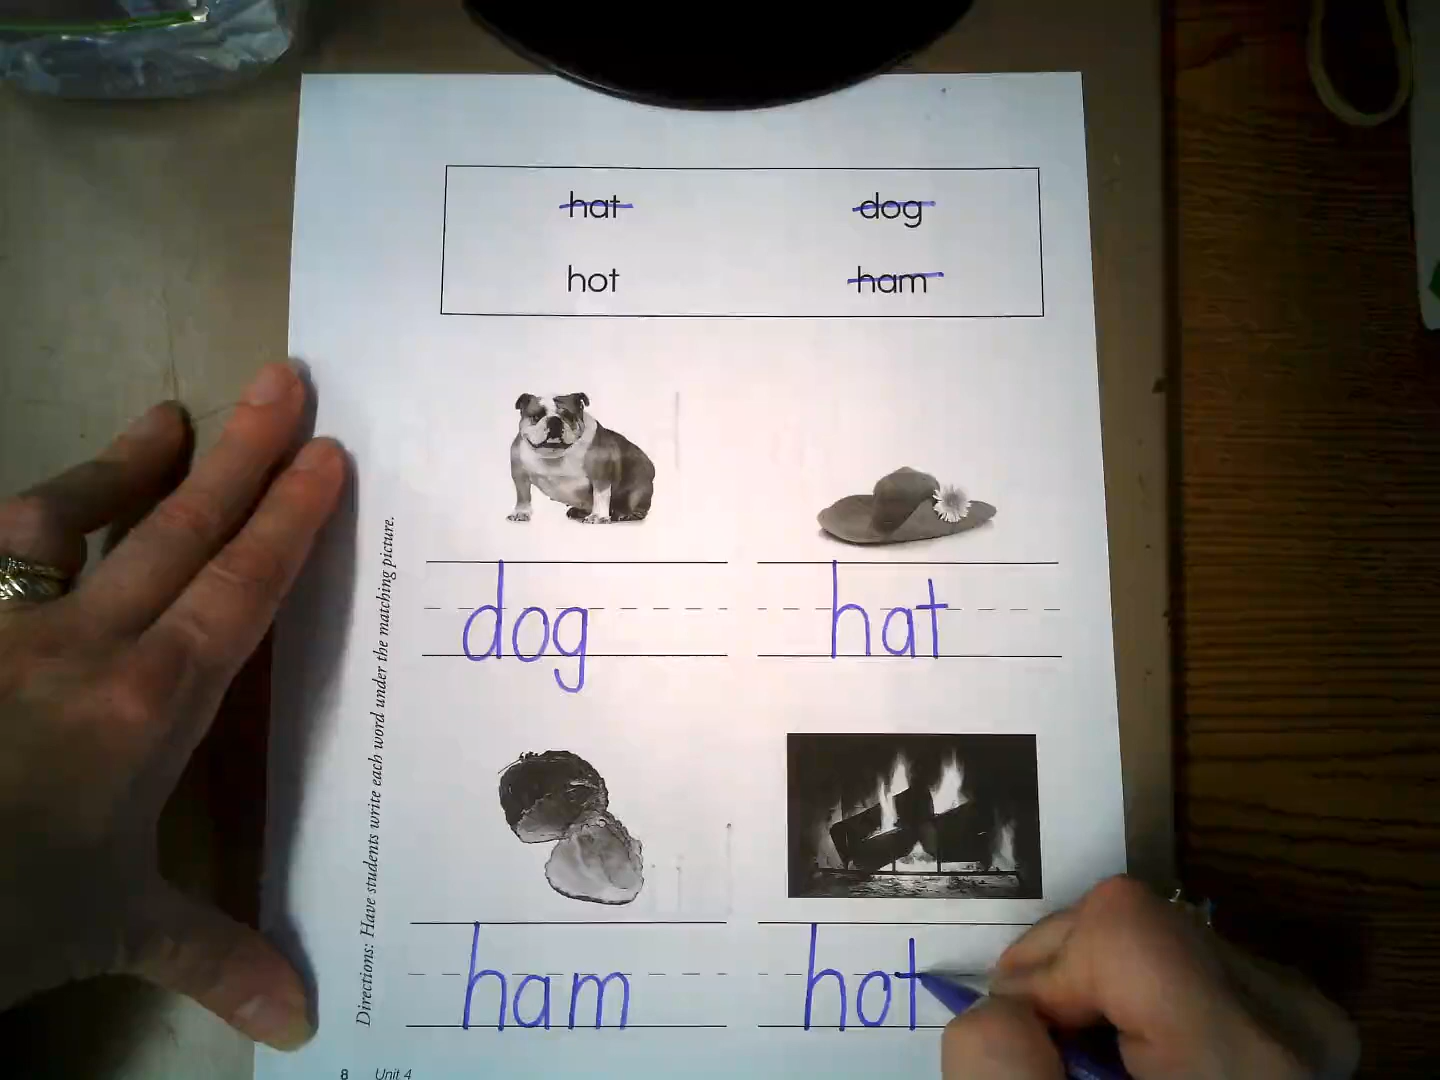 hat dog
hot ham
dog hat
ham hot
Directions: Have students write each word under the matching picture.
8 Unit 4